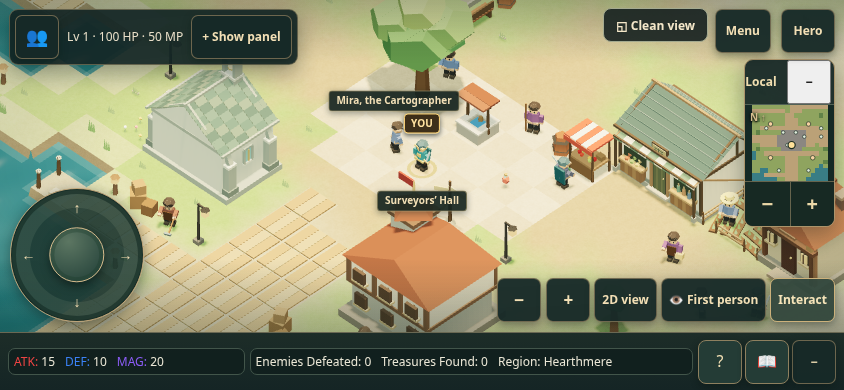 Lv 1 · 100 HP · 50 MP
+ Show panel
◱ Clean view
Menu
Hero
Local
–
N
Mira, the Cartographer
YOU
Surveyors' Hall
− +
− + 2D view First person Interact
ATK: 15 DEF: 10 MAG: 20
Enemies Defeated: 0 Treasures Found: 0 Region: Hearthmere
? –